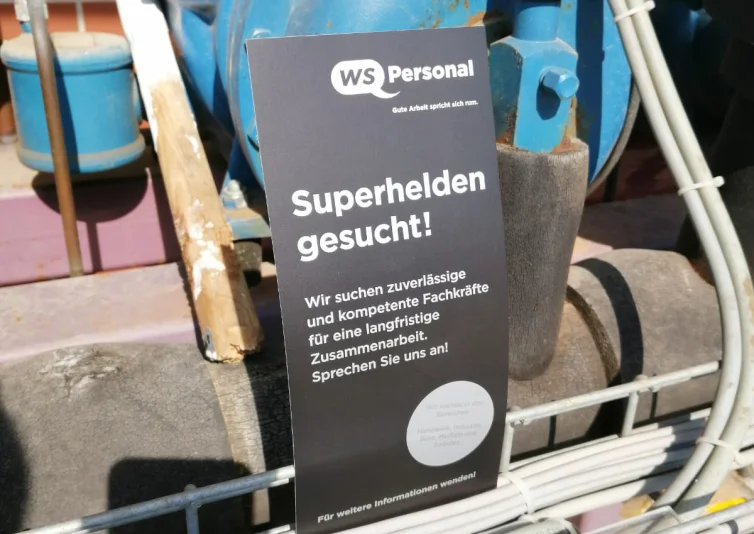 WS Personal
Gute Arbeit spricht sich rum.
Superhelden
gesucht!
Wir suchen zuverlässige
und kompetente Fachkräfte
für eine langfristige
Zusammenarbeit.
Sprechen Sie uns an!
Für weitere Informationen wenden!